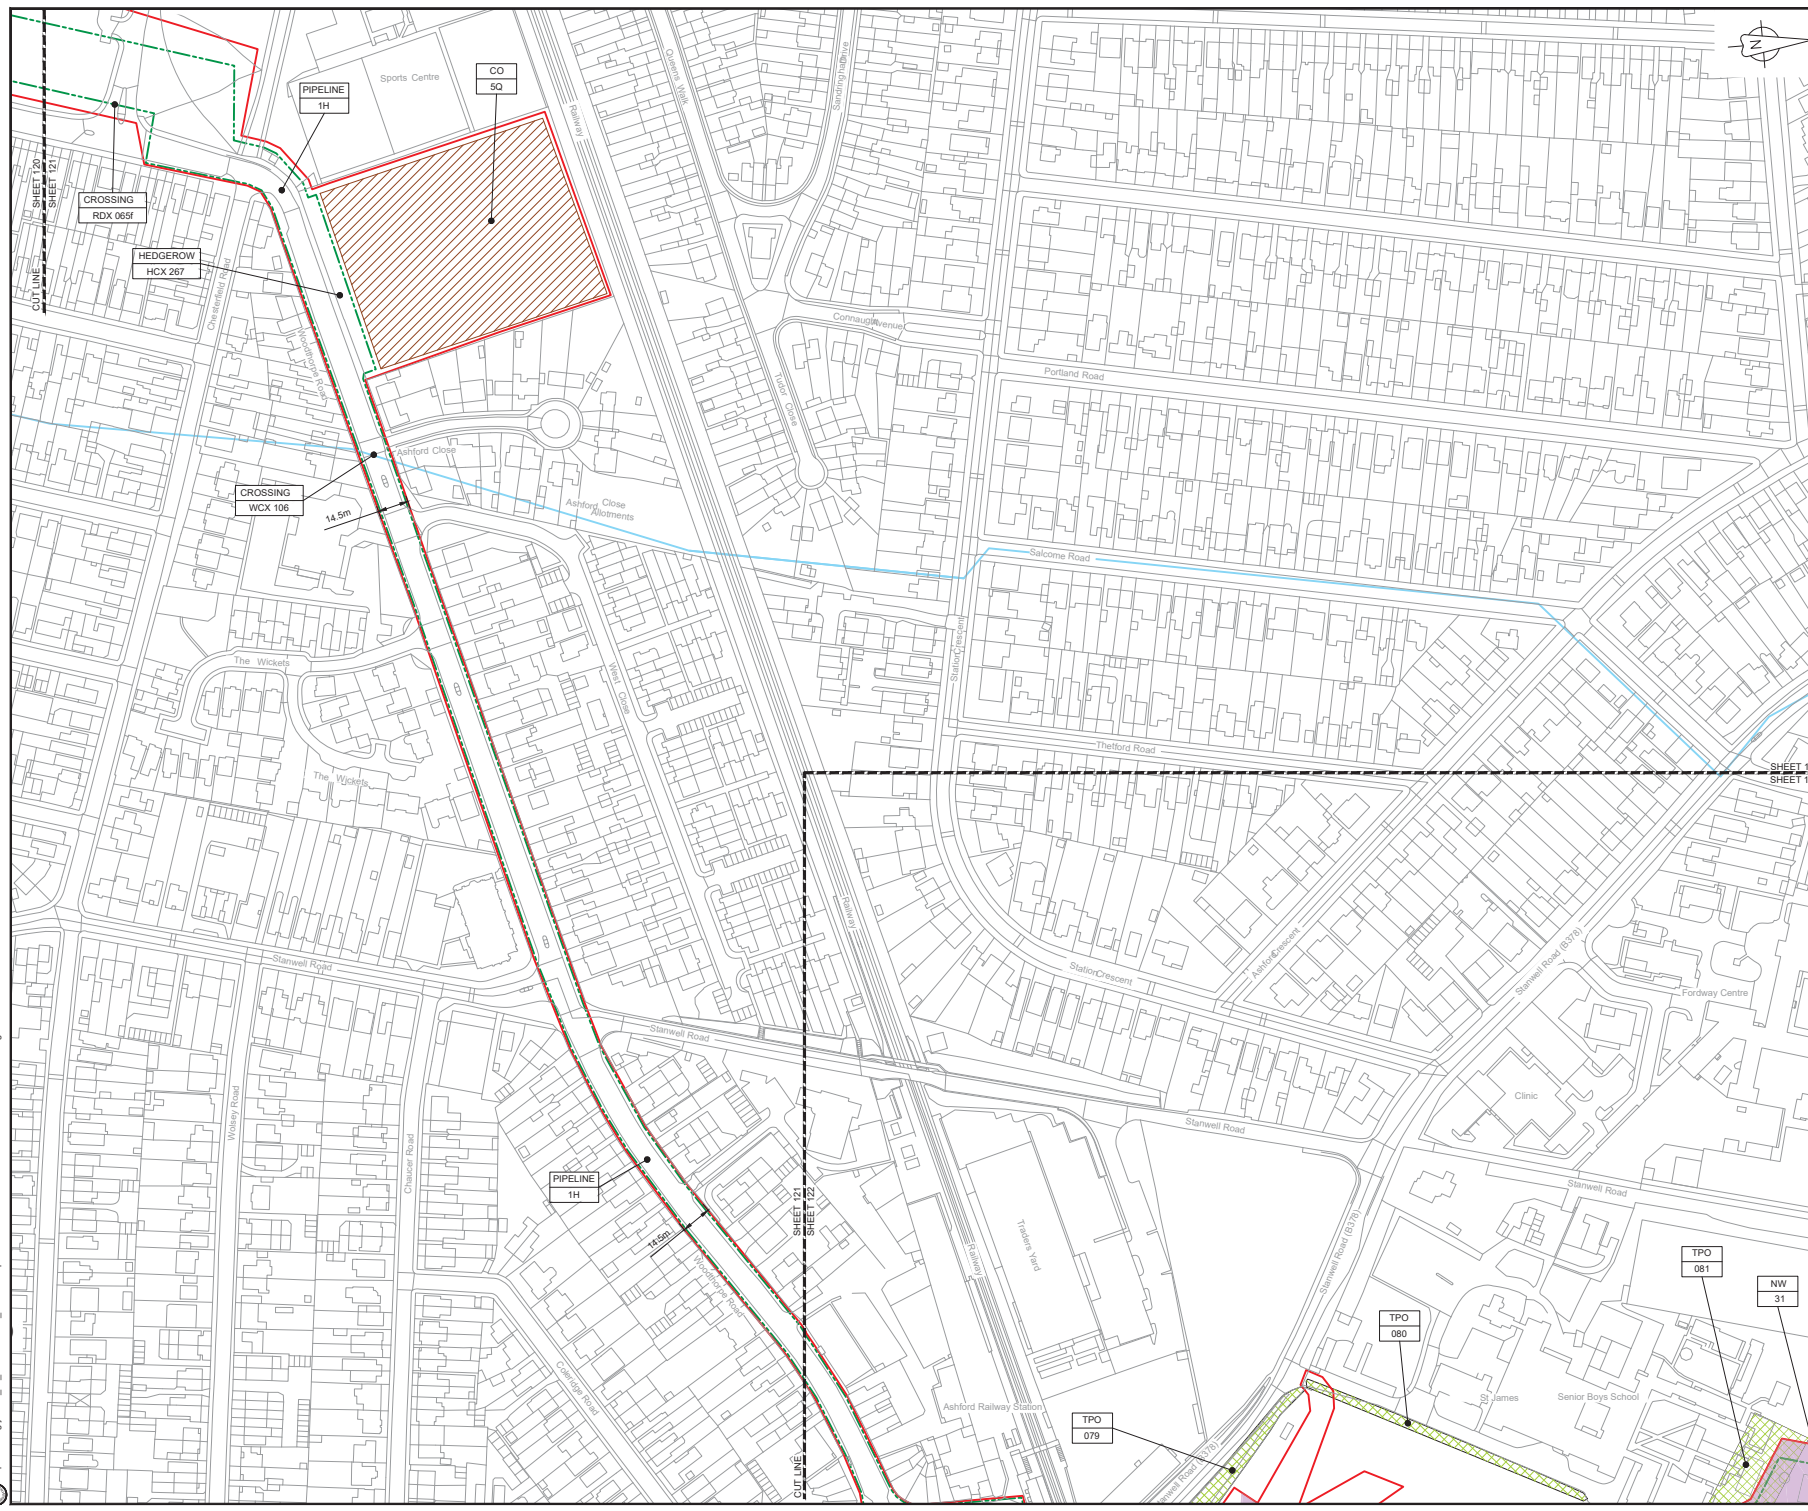 N
Sports Centre
CO
5Q
PIPELINE
1H
Railway
Queens Walk
SHEET 120
SHEET 121
CUT LINE
CROSSING
RDX 065f
HEDGEROW
HCX 267
Chesterfield Road
Woodthorpe Road
Connaught Avenue
Tudor Close
Portland Road
Ashford Close
CROSSING
WCX 106
14.5m
Ashford Close
Allotments
Salcome Road
Station Crescent
The Wickets
West Close
The Wickets
Thetford Road
Railway
Stanwell Road
Station Crescent
Ashford Crescent
Stanwell Road (B378)
Fordway Centre
Stanwell Road
Wolsey Road
Chaucer Road
Clinic
Stanwell Road
PIPELINE
1H
14.5m
Woodthorpe Road
SHEET 121
SHEET 122
CUT LINE
Traders Yard
Railway
Stanwell Road
Stanwell Road (B378)
TPO
081
NW
31
TPO
080
Coleridge Road
St James
Senior Boys School
Ashford Railway Station
TPO
079